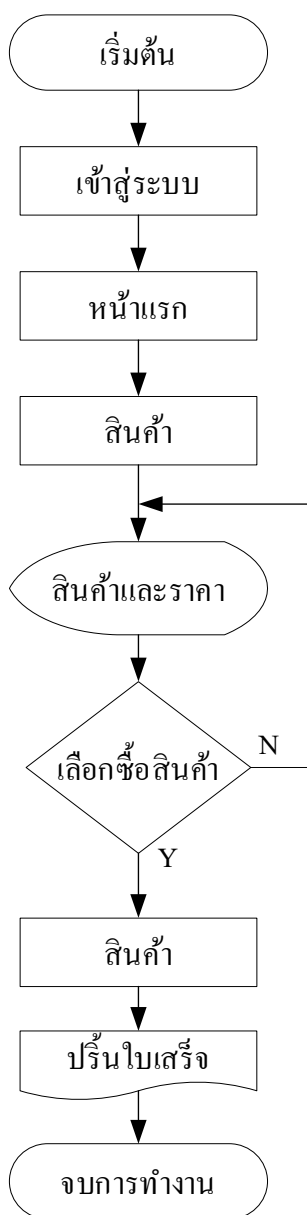 เริ่มต้น
เข้าสู่ระบบ
หน้าแรก
สินค้า
สินค้าและราคา
เลือกซื้อสินค้า
N
Y
สินค้า
ปริ้นใบเสร็จ
จบการทำงาน